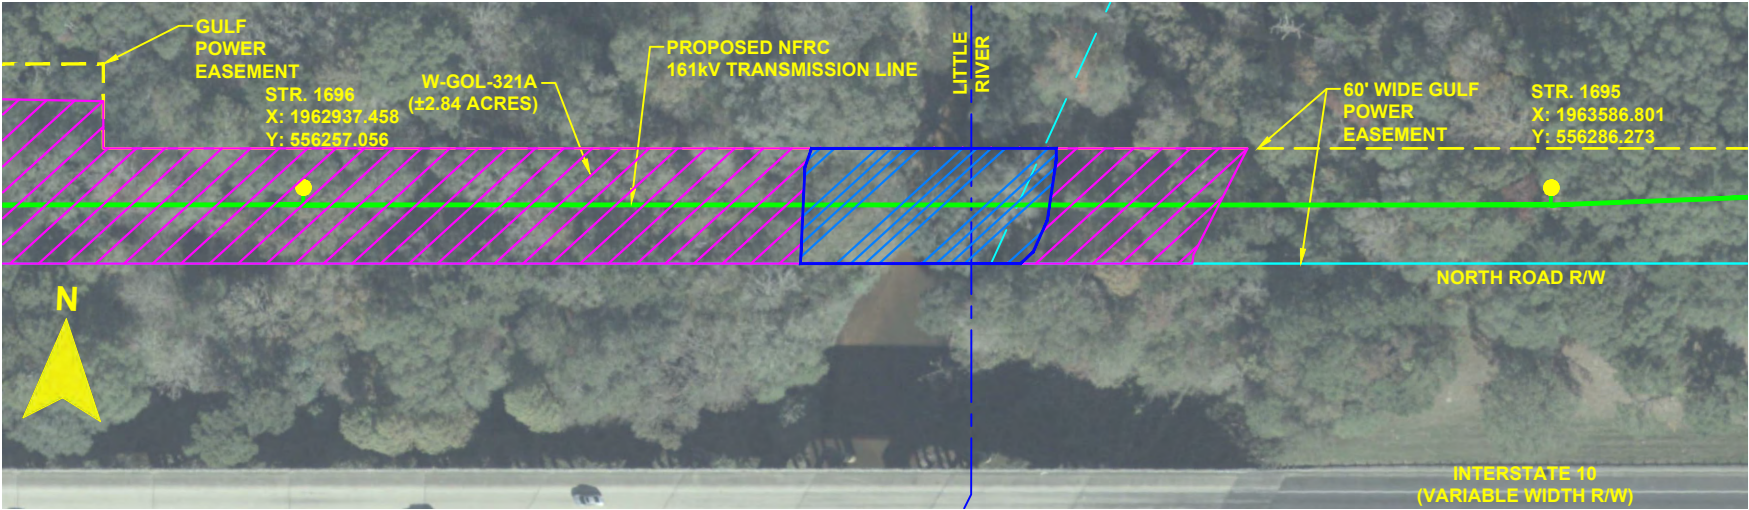 GULF
POWER
EASEMENT
STR. 1696
X: 1962937.458
Y: 556257.056
W-GOL-321A
(±2.84 ACRES)
PROPOSED NFRC
161kV TRANSMISSION LINE
LITTLE
RIVER
60' WIDE GULF
POWER
EASEMENT
STR. 1695
X: 1963586.801
Y: 556286.273
NORTH ROAD R/W
N
INTERSTATE 10
(VARIABLE WIDTH R/W)